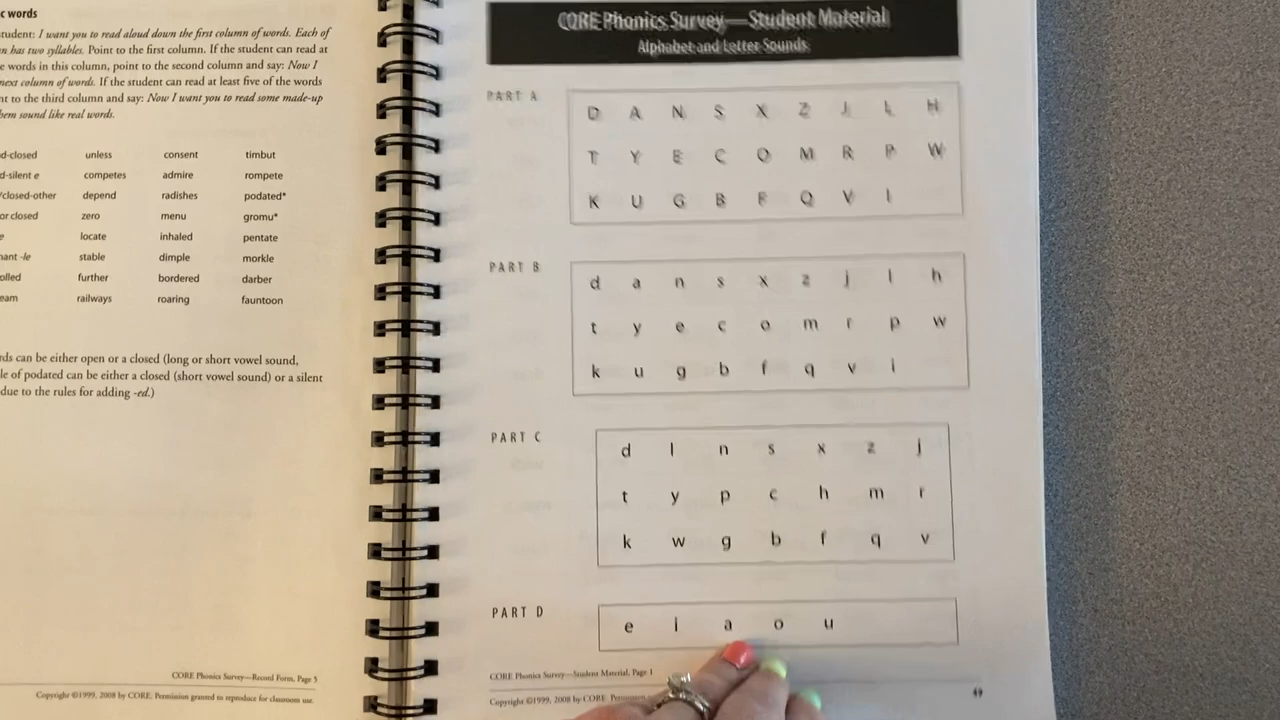 c words
tudent: I want you to read aloud down the first column of words. Each of
n has two syllables. Point to the first column. If the student can read at
e words in this column, point to the second column and say: Now I
next column of words. If the student can read at least five of the words
nt to the third column and say: Now I want you to read some made-up
hem sound like real words.
d-closed unless consent timbut
d-silent e competes admire rompete
/closed-other depend radishes podated*
or closed zero menu gromu*
e locate inhaled pentate
nant -le stable dimple morkle
olled further bordered darber
eam railways roaring fauntoon
rds can be either open or a closed (long or short vowel sound,
le of podated can be either a closed (short vowel sound) or a silent
due to the rules for adding -ed.)
CORE Phonics Survey—Record Form, Page 5
Copyright ©1999, 2008 by CORE. Permission granted to reproduce for classroom use.
CORE Phonics Survey—Student Material
Alphabet and Letter Sounds
PART A
D A N S X Z J L H
T Y E C O M R P W
K U G B F Q V I
PART B
d a n s x z j l h
t y e c o m r p w
k u g b f q v i
PART C
d l n s x z j
t y p c h m r
k w g b f q v
PART D
e i a o u
CORE Phonics Survey—Student Material, Page 1
Copyright ©1999, 2008 by CORE. Permission
49